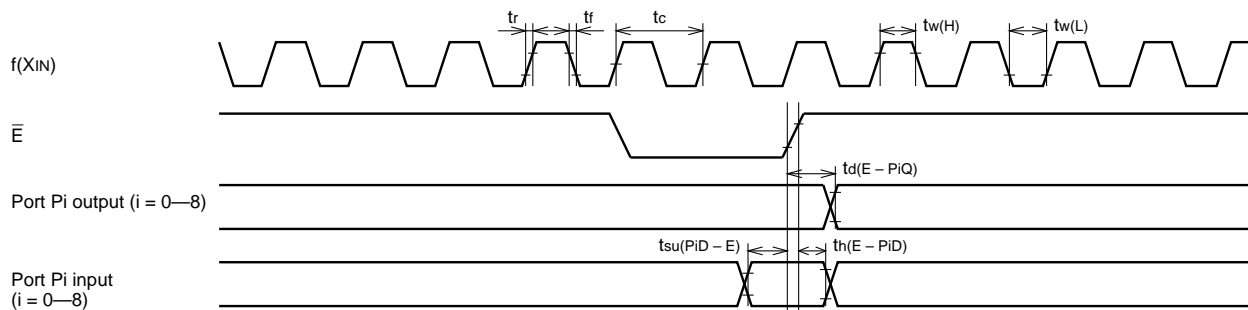 tr tf tc tw(H) tw(L)
f(XIN)
E̅
td(E – PiQ)
Port Pi output (i = 0—8)
tsu(PiD – E) th(E – PiD)
Port Pi input
(i = 0—8)